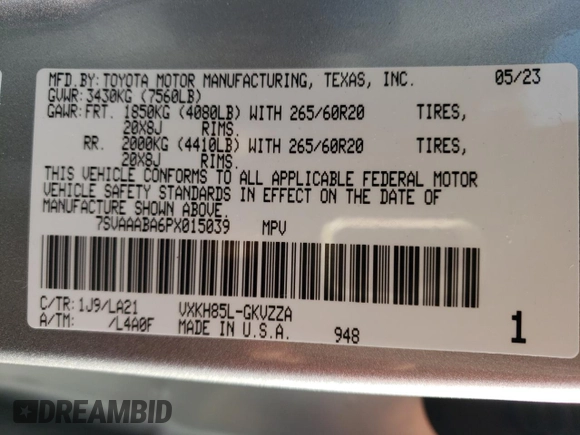 MFD.BY:TOYOTA MOTOR MANUFACTURING, TEXAS, INC. 05/23
GVWR:3430KG (7560LB)
GAWR:FRT. 1850KG (4080LB) WITH 265/60R20 TIRES,
20X8J RIMS.
RR. 2000KG (4410LB) WITH 265/60R20 TIRES,
20X8J RIMS.
THIS VEHICLE CONFORMS TO ALL APPLICABLE FEDERAL MOTOR
VEHICLE SAFETY STANDARDS IN EFFECT ON THE DATE OF
MANUFACTURE SHOWN ABOVE.
7SVAAABA6PX015039 MPV
C/TR:1J9/LA21 VXKH85L-GKVZZA
A/TM: /L4A0F MADE IN U.S.A. 948 1
DREAMBID